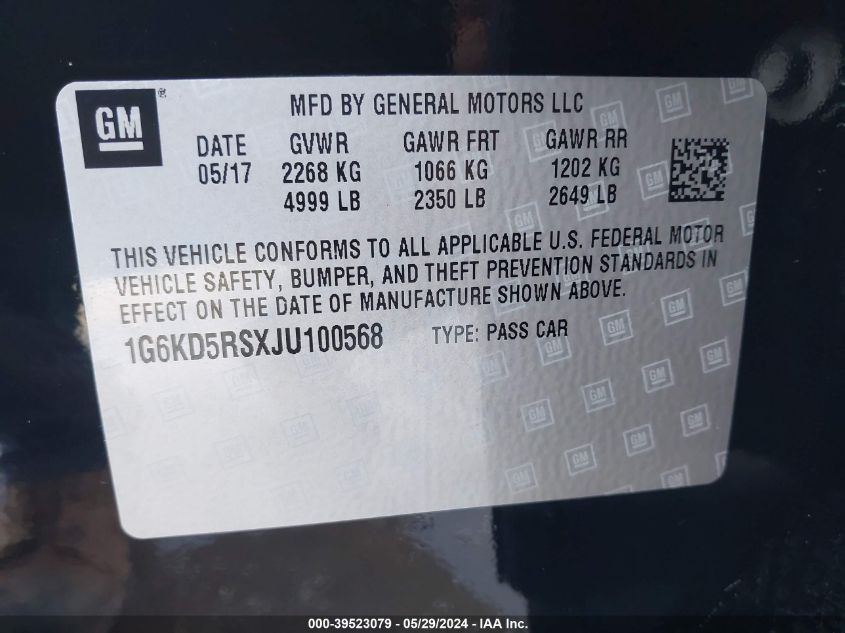 GM ®
MFD BY GENERAL MOTORS LLC
DATE GVWR GAWR FRT GAWR RR
05/17 2268 KG 1066 KG 1202 KG
4999 LB 2350 LB 2649 LB
THIS VEHICLE CONFORMS TO ALL APPLICABLE U.S. FEDERAL MOTOR
VEHICLE SAFETY, BUMPER, AND THEFT PREVENTION STANDARDS IN
EFFECT ON THE DATE OF MANUFACTURE SHOWN ABOVE.
1G6KD5RSXJU100568 TYPE: PASS CAR
000-39523079 - 05/29/2024 - IAA Inc.